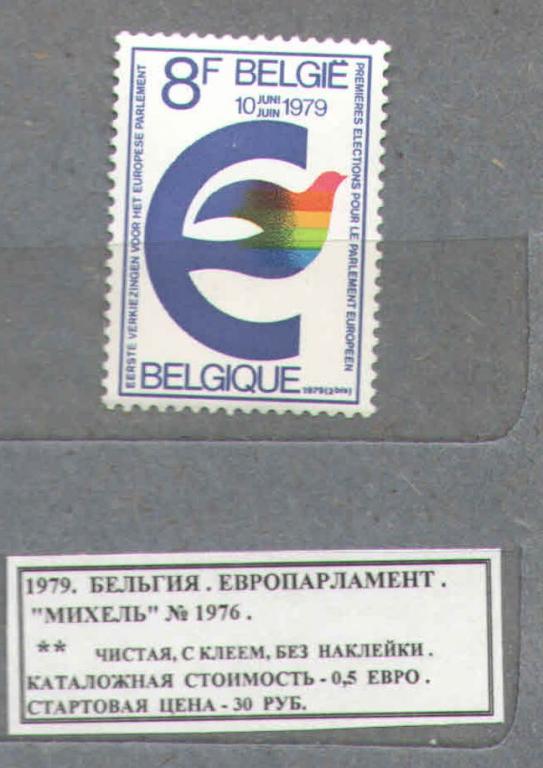 8F BELGIË
10 JUNI JUIN 1979
EERSTE VERKIEZINGEN VOOR HET EUROPESE PARLEMENT
PREMIÈRES ELECTIONS POUR LE PARLEMENT EUROPEEN
BELGIQUE 1979(3bis)
1979. БЕЛЬГИЯ. ЕВРОПАРЛАМЕНТ.
"МИХЕЛЬ" № 1976.
** ЧИСТАЯ, С КЛЕЕМ, БЕЗ НАКЛЕЙКИ.
КАТАЛОЖНАЯ СТОИМОСТЬ - 0,5 ЕВРО.
СТАРТОВАЯ ЦЕНА - 30 РУБ.